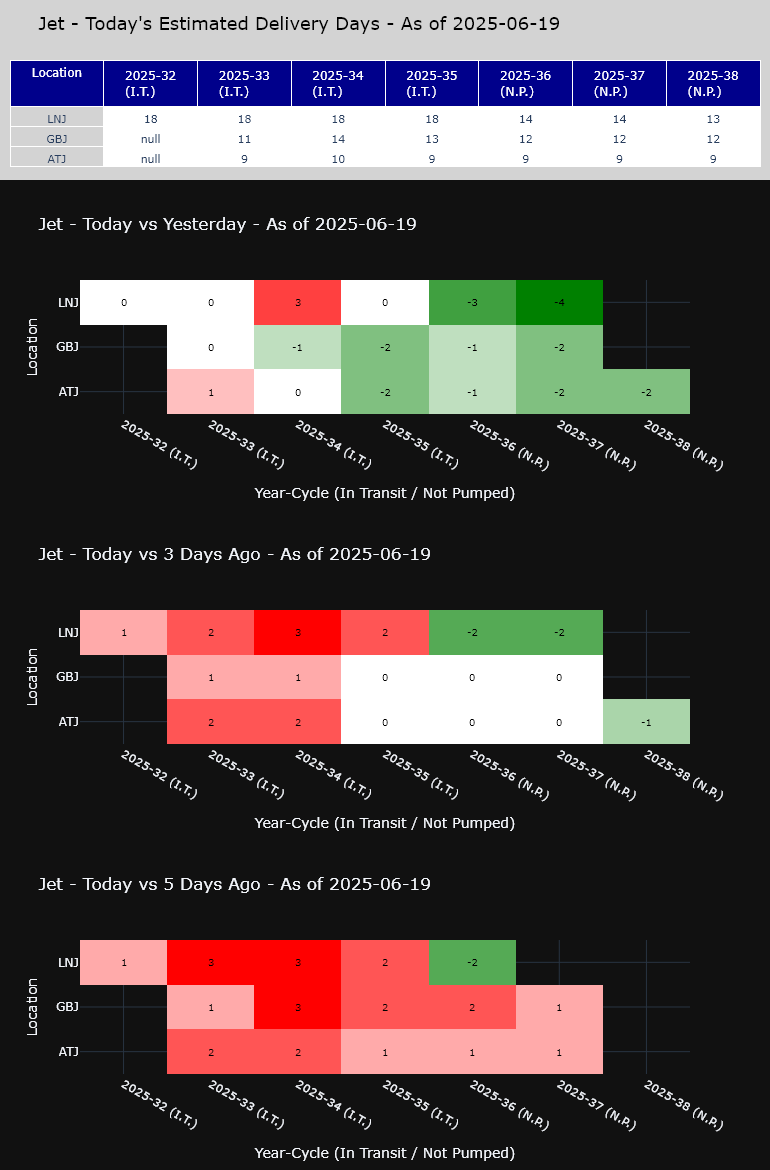 Jet - Today's Estimated Delivery Days - As of 2025-06-19
Location 2025-32 (I.T.) 2025-33 (I.T.) 2025-34 (I.T.) 2025-35 (I.T.) 2025-36 (N.P.) 2025-37 (N.P.) 2025-38 (N.P.)
LNJ 18 18 18 18 14 14 13
GBJ null 11 14 13 12 12 12
ATJ null 9 10 9 9 9 9
Jet - Today vs Yesterday - As of 2025-06-19
Location
LNJ 0 0 3 0 -3 -4
GBJ 0 -1 -2 -1 -2
ATJ 1 0 -2 -1 -2 -2
2025-32 (I.T.) 2025-33 (I.T.) 2025-34 (I.T.) 2025-35 (I.T.) 2025-36 (N.P.) 2025-37 (N.P.) 2025-38 (N.P.)
Year-Cycle (In Transit / Not Pumped)
Jet - Today vs 3 Days Ago - As of 2025-06-19
Location
LNJ 1 2 3 2 -2 -2
GBJ 1 1 0 0 0
ATJ 2 2 0 0 0 -1
2025-32 (I.T.) 2025-33 (I.T.) 2025-34 (I.T.) 2025-35 (I.T.) 2025-36 (N.P.) 2025-37 (N.P.) 2025-38 (N.P.)
Year-Cycle (In Transit / Not Pumped)
Jet - Today vs 5 Days Ago - As of 2025-06-19
Location
LNJ 1 3 3 2 -2
GBJ 1 3 2 2 1
ATJ 2 2 1 1 1
2025-32 (I.T.) 2025-33 (I.T.) 2025-34 (I.T.) 2025-35 (I.T.) 2025-36 (N.P.) 2025-37 (N.P.) 2025-38 (N.P.)
Year-Cycle (In Transit / Not Pumped)